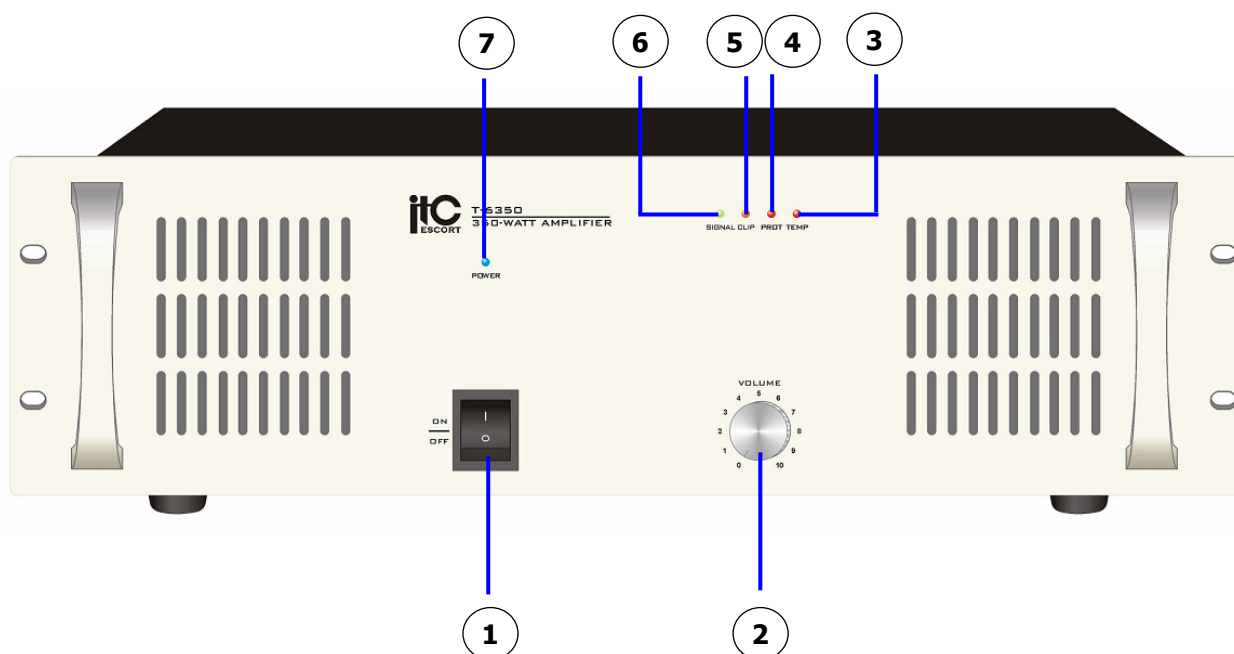 7
6
5
4
3
itC
ESCORT
T-6350
350-WATT AMPLIFIER
SIGNAL CLIP PROT TEMP
POWER
ON
OFF
I
O
VOLUME
0 1 2 3 4 5 6 7 8 9 10
1
2